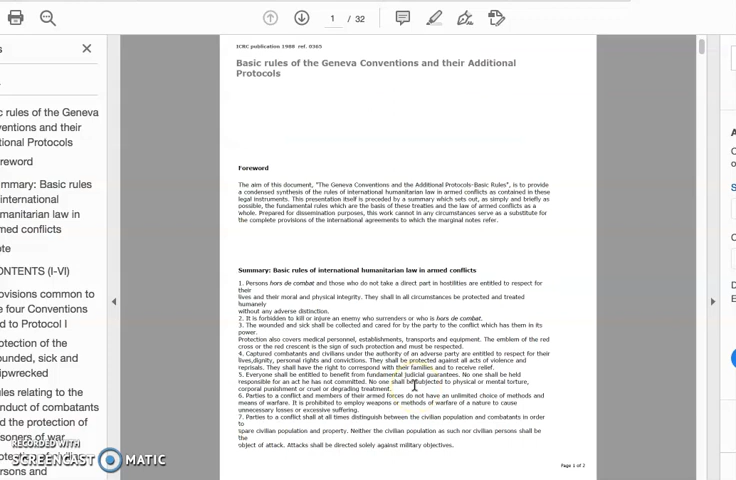 1 / 32
s
c rules of the Geneva
ventions and their
itional Protocols
reword
mmary: Basic rules
international
manitarian law in
med conflicts
ote
ONTENTS (I-VI)
ovisions common to
e four Conventions
d to Protocol I
otection of the
unded, sick and
ipwrecked
les relating to the
nduct of combatants
d the protection of
soners of war
rsons and
ICRC publication 1988 ref. 0365
Basic rules of the Geneva Conventions and their Additional
Protocols
Foreword
The aim of this document, "The Geneva Conventions and the Additional Protocols-Basic Rules", is to provide
a condensed synthesis of the rules of international humanitarian law in armed conflicts as contained in these
legal instruments. This presentation itself is preceded by a summary which sets out, as simply and briefly as
possible, the fundamental rules which are the basis of these treaties and the law of armed conflicts as a
whole. Prepared for dissemination purposes, this work cannot in any circumstances serve as a substitute for
the complete provisions of the international agreements to which the marginal notes refer.
Summary: Basic rules of international humanitarian law in armed conflicts
1. Persons hors de combat and those who do not take a direct part in hostilities are entitled to respect for
their
lives and their moral and physical integrity. They shall in all circumstances be protected and treated
humanely
without any adverse distinction.
2. It is forbidden to kill or injure an enemy who surrenders or who is hors de combat.
3. The wounded and sick shall be collected and cared for by the party to the conflict which has them in its
power.
Protection also covers medical personnel, establishments, transports and equipment. The emblem of the red
cross or the red crescent is the sign of such protection and must be respected.
4. Captured combatants and civilians under the authority of an adverse party are entitled to respect for their
lives,dignity, personal rights and convictions. They shall be protected against all acts of violence and
reprisals. They shall have the right to correspond with their families and to receive relief.
5. Everyone shall be entitled to benefit from fundamental judicial guarantees. No one shall be held
responsible for an act he has not committed. No one shall be subjected to physical or mental torture,
corporal punishment or cruel or degrading treatment.
6. Parties to a conflict and members of their armed forces do not have an unlimited choice of methods and
means of warfare. It is prohibited to employ weapons or methods of warfare of a nature to cause
unnecessary losses or excessive suffering.
7. Parties to a conflict shall at all times distinguish between the civilian population and combatants in order
to
spare civilian population and property. Neither the civilian population as such nor civilian persons shall be
the
object of attack. Attacks shall be directed solely against military objectives.
Page 1 of 2
RECORDED WITH
SCREENCAST MATIC